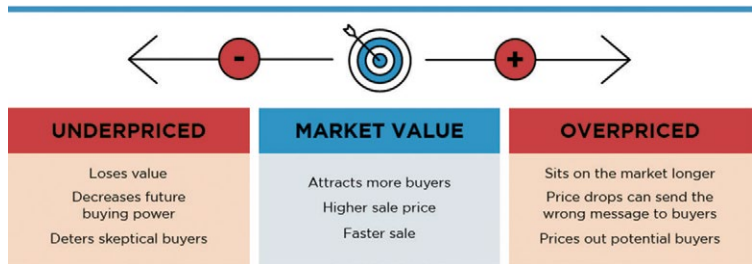 -
+
UNDERPRICED
Loses value
Decreases future
buying power
Deters skeptical buyers
MARKET VALUE
Attracts more buyers
Higher sale price
Faster sale
OVERPRICED
Sits on the market longer
Price drops can send the
wrong message to buyers
Prices out potential buyers